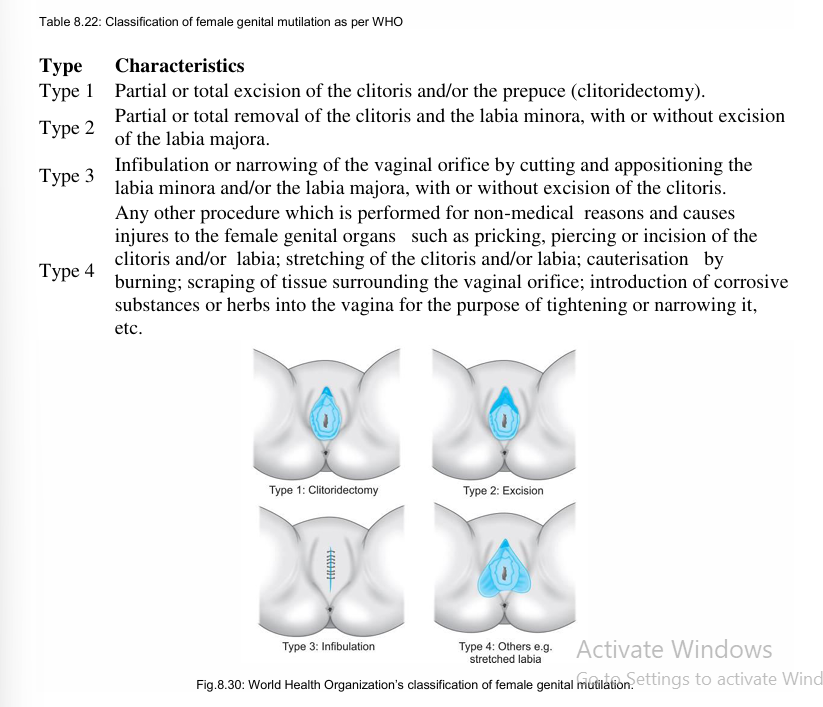 Table 8.22: Classification of female genital mutilation as per WHO
Type Characteristics
Type 1 Partial or total excision of the clitoris and/or the prepuce (clitoridectomy).
Partial or total removal of the clitoris and the labia minora, with or without excision
Type 2
of the labia majora.
Infibulation or narrowing of the vaginal orifice by cutting and appositioning the
Type 3
labia minora and/or the labia majora, with or without excision of the clitoris.
Any other procedure which is performed for non-medical reasons and causes
injures to the female genital organs such as pricking, piercing or incision of the
clitoris and/or labia; stretching of the clitoris and/or labia; cauterisation by
Type 4
burning; scraping of tissue surrounding the vaginal orifice; introduction of corrosive
substances or herbs into the vagina for the purpose of tightening or narrowing it,
etc.
Type 1: Clitoridectomy
Type 2: Excision
Type 3: Infibulation
Type 4: Others e.g.
stretched labia
Activate Windows
Go to Settings to activate Wind
Fig.8.30: World Health Organization's classification of female genital mutilation.